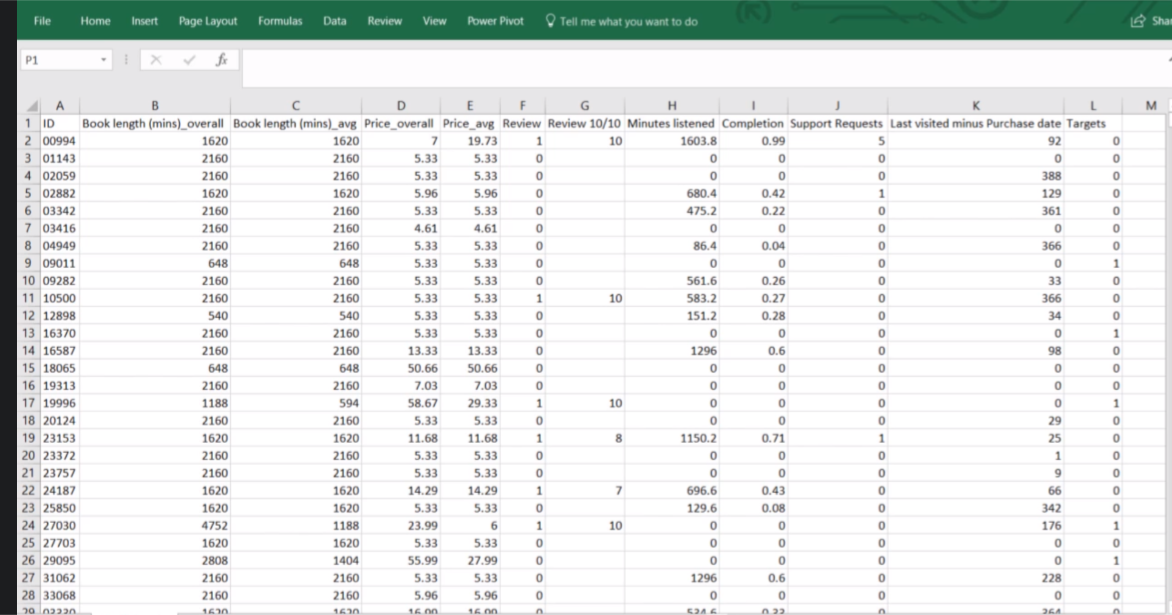 File Home Insert Page Layout Formulas Data Review View Power Pivot Tell me what you want to do Shar
P1 fx
A B C D E F G H I J K L M
1 ID Book length (mins)_overall Book length (mins)_avg Price_overall Price_avg Review Review 10/10 Minutes listened Completion Support Requests Last visited minus Purchase date Targets
2 00994 1620 1620 7 19.73 1 10 1603.8 0.99 5 92 0
3 01143 2160 2160 5.33 5.33 0 0 0 0 0 0
4 02059 2160 2160 5.33 5.33 0 0 0 0 388 0
5 02882 1620 1620 5.96 5.96 0 680.4 0.42 1 129 0
6 03342 2160 2160 5.33 5.33 0 475.2 0.22 0 361 0
7 03416 2160 2160 4.61 4.61 0 0 0 0 0 0
8 04949 2160 2160 5.33 5.33 0 86.4 0.04 0 366 0
9 09011 648 648 5.33 5.33 0 0 0 0 0 1
10 09282 2160 2160 5.33 5.33 0 561.6 0.26 0 33 0
11 10500 2160 2160 5.33 5.33 1 10 583.2 0.27 0 366 0
12 12898 540 540 5.33 5.33 0 151.2 0.28 0 34 0
13 16370 2160 2160 5.33 5.33 0 0 0 0 0 1
14 16587 2160 2160 13.33 13.33 0 1296 0.6 0 98 0
15 18065 648 648 50.66 50.66 0 0 0 0 0 0
16 19313 2160 2160 7.03 7.03 0 0 0 0 0 0
17 19996 1188 594 58.67 29.33 1 10 0 0 0 0 1
18 20124 2160 2160 5.33 5.33 0 0 0 0 29 0
19 23153 1620 1620 11.68 11.68 1 8 1150.2 0.71 1 25 0
20 23372 2160 2160 5.33 5.33 0 0 0 0 1 0
21 23757 2160 2160 5.33 5.33 0 0 0 0 9 0
22 24187 1620 1620 14.29 14.29 1 7 696.6 0.43 0 66 0
23 25850 1620 1620 5.33 5.33 0 129.6 0.08 0 342 0
24 27030 4752 1188 23.99 6 1 10 0 0 0 176 1
25 27703 1620 1620 5.33 5.33 0 0 0 0 0 0
26 29095 2808 1404 55.99 27.99 0 0 0 0 0 1
27 31062 2160 2160 5.33 5.33 0 1296 0.6 0 228 0
28 33068 2160 2160 5.96 5.96 0 0 0 0 0 0
29 1620 1620 0 534.6 0.33 0 364 0